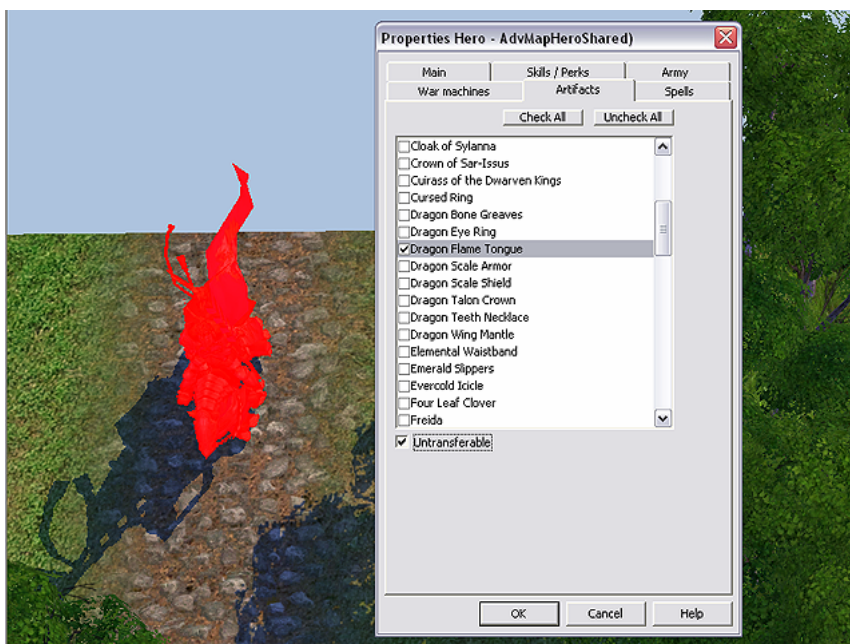 Properties Hero - AdvMapHeroShared)
Main Skills / Perks Army
War machines Artifacts Spells
Check All Uncheck All
Cloak of Sylanna
Crown of Sar-Issus
Cuirass of the Dwarven Kings
Cursed Ring
Dragon Bone Greaves
Dragon Eye Ring
Dragon Flame Tongue
Dragon Scale Armor
Dragon Scale Shield
Dragon Talon Crown
Dragon Teeth Necklace
Dragon Wing Mantle
Elemental Waistband
Emerald Slippers
Evercold Icicle
Four Leaf Clover
Freida
Untransferable
OK Cancel Help